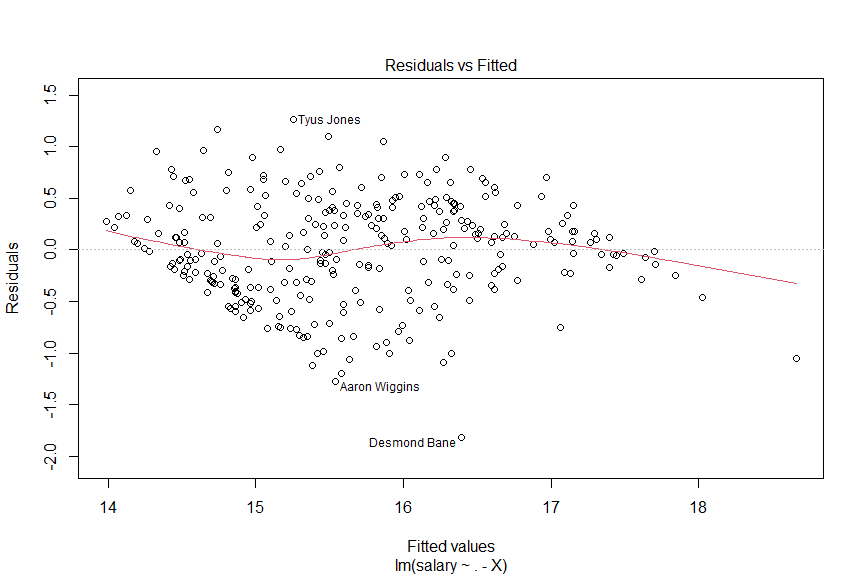 Residuals vs Fitted
Residuals
1.5
1.0
0.5
0.0
-0.5
-1.0
-1.5
-2.0
Tyus Jones
Aaron Wiggins
Desmond Bane
14 15 16 17 18
Fitted values
lm(salary ~ . - X)